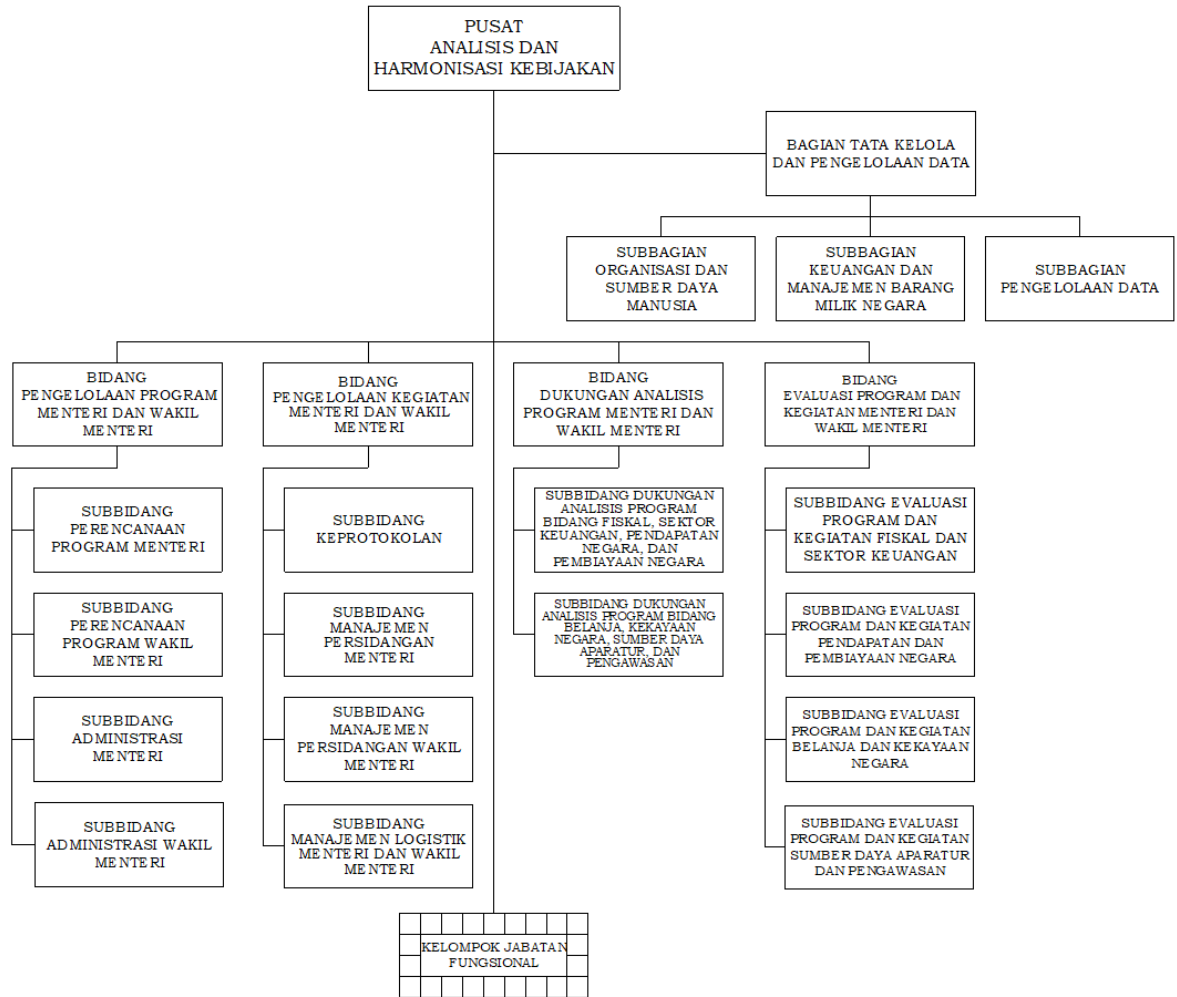 PUSAT
ANALISIS DAN
HARMONISASI KEBIJAKAN
BAGIAN TATA KELOLA
DAN PENGELOLAAN DATA
SUBBAGIAN
ORGANISASI DAN
SUMBER DAYA
MANUSIA
SUBBAGIAN
KEUANGAN DAN
MANAJEMEN BARANG
MILIK NEGARA
SUBBAGIAN
PENGELOLAAN DATA
BIDANG
PENGELOLAAN PROGRAM
MENTERI DAN WAKIL
MENTERI
BIDANG
PENGELOLAAN KEGIATAN
MENTERI DAN WAKIL
MENTERI
BIDANG
DUKUNGAN ANALISIS
PROGRAM MENTERI DAN
WAKIL MENTERI
BIDANG
EVALUASI PROGRAM DAN
KEGIATAN MENTERI DAN
WAKIL MENTERI
SUBBIDANG
PERENCANAAN
PROGRAM MENTERI
SUBBIDANG
KEPROTOKOLAN
SUBBIDANG DUKUNGAN
ANALISIS PROGRAM
BIDANG FISKAL, SEKTOR
KEUANGAN, PENDAPATAN
NEGARA, DAN
PEMBIAYAAN NEGARA
SUBBIDANG EVALUASI
PROGRAM DAN
KEGIATAN FISKAL DAN
SEKTOR KEUANGAN
SUBBIDANG
PERENCANAAN
PROGRAM WAKIL
MENTERI
SUBBIDANG
MANAJEMEN
PERSIDANGAN
MENTERI
SUBBIDANG DUKUNGAN
ANALISIS PROGRAM BIDANG
BELANJA, KEKAYAAN
NEGARA, SUMBER DAYA
APARATUR, DAN
PENGAWASAN
SUBBIDANG EVALUASI
PROGRAM DAN KEGIATAN
PENDAPATAN DAN
PEMBIAYAAN NEGARA
SUBBIDANG
ADMINISTRASI
MENTERI
SUBBIDANG
MANAJEMEN
PERSIDANGAN WAKIL
MENTERI
SUBBIDANG EVALUASI
PROGRAM DAN KEGIATAN
BELANJA DAN KEKAYAAN
NEGARA
SUBBIDANG
ADMINISTRASI WAKIL
MENTERI
SUBBIDANG
MANAJEMEN LOGISTIK
MENTERI DAN WAKIL
MENTERI
SUBBIDANG EVALUASI
PROGRAM DAN KEGIATAN
SUMBER DAYA APARATUR
DAN PENGAWASAN
KELOMPOK JABATAN
FUNGSIONAL